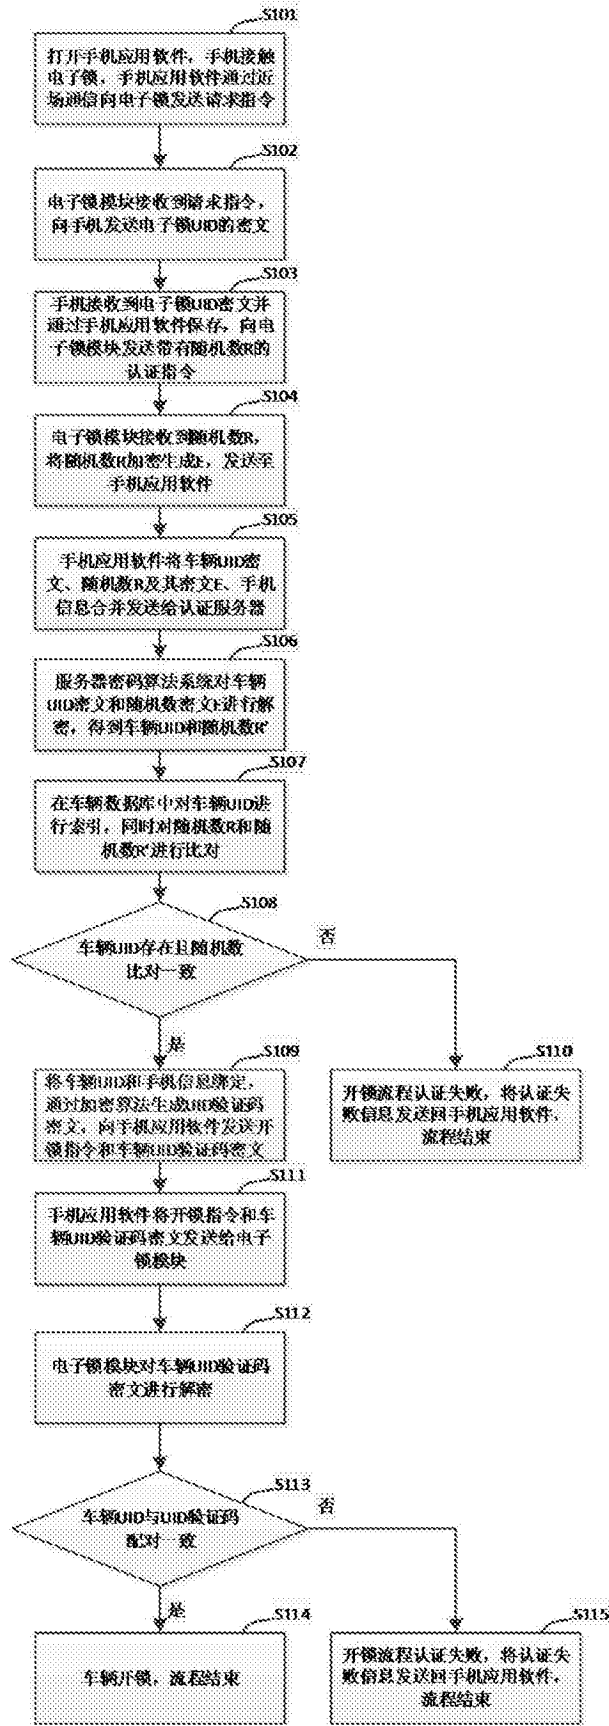 S101
打开手机应用软件，手机接触
电子锁，手机应用软件通过近
场通信向电子锁发送请求指令
S102
电子锁模块接收到请求指令，
向手机发送电子锁UID的密文
S103
手机接收到电子锁UID密文并
通过手机应用软件保存，向电
子锁模块发送带有随机数R的
认证指令
S104
电子锁模块接收到随机数R，
将随机数R加密生成E，发送至
手机应用软件
S105
手机应用软件将车辆UID密
文、随机数R及其密文E、手机
信息合并发送给认证服务器
S106
服务器密码算法系统对车辆
UID密文和随机数密文E进行解
密，得到车辆UID和随机数R'
S107
在车辆数据库中对车辆UID进
行索引，同时对随机数R和随
机数R'进行比对
S108
车辆UID存在且随机数
比对一致
否
是
S109
将车辆UID和手机信息绑定，
通过加密算法生成UID验证码
密文，向手机应用软件发送开
锁指令和车辆UID验证码密文
S110
开锁流程认证失败，将认证失
败信息发送回手机应用软件，
流程结束
S111
手机应用软件将开锁指令和车
辆UID验证码密文发送给电子
锁模块
S112
电子锁模块对车辆UID验证码
密文进行解密
S113
车辆UID与UID验证码
配对一致
否
是
S114
车辆开锁，流程结束
S115
开锁流程认证失败，将认证失
败信息发送回手机应用软件，
流程结束